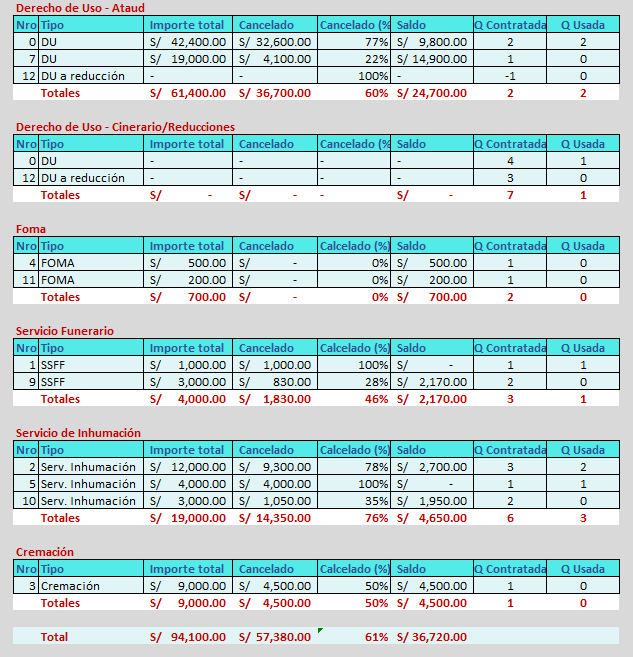 Derecho de Uso - Ataud
Nro Tipo Importe total Cancelado Cancelado (% Saldo Q Contratada Q Usada
0 DU S/ 42,400.00 S/ 32,600.00 77% S/ 9,800.00 2 2
7 DU S/ 19,000.00 S/ 4,100.00 22% S/ 14,900.00 1 0
12 DU a reducción - - 100% - -1 0
Totales S/ 61,400.00 S/ 36,700.00 60% S/ 24,700.00 2 2
Derecho de Uso - Cinerario/Reducciones
Nro Tipo Importe total Cancelado Cancelado (% Saldo Q Contratada Q Usada
0 DU - - - - 4 1
12 DU a reducción - - - - 3 0
Totales S/ - S/ - - S/ - 7 1
Foma
Nro Tipo Importe total Cancelado Calcelado (%) Saldo Q Contratada Q Usada
4 FOMA S/ 500.00 S/ - 0% S/ 500.00 1 0
11 FOMA S/ 200.00 S/ - 0% S/ 200.00 1 0
Totales S/ 700.00 S/ - 0% S/ 700.00 2 0
Servicio Funerario
Nro Tipo Importe total Cancelado Calcelado (%) Saldo Q Contratada Q Usada
1 SSFF S/ 1,000.00 S/ 1,000.00 100% S/ - 1 1
9 SSFF S/ 3,000.00 S/ 830.00 28% S/ 2,170.00 2 0
Totales S/ 4,000.00 S/ 1,830.00 46% S/ 2,170.00 3 1
Servicio de Inhumación
Nro Tipo Importe total Cancelado Calcelado (%) Saldo Q Contratada Q Usada
2 Serv. Inhumación S/ 12,000.00 S/ 9,300.00 78% S/ 2,700.00 3 2
5 Serv. Inhumación S/ 4,000.00 S/ 4,000.00 100% S/ - 1 1
10 Serv. Inhumación S/ 3,000.00 S/ 1,050.00 35% S/ 1,950.00 2 0
Totales S/ 19,000.00 S/ 14,350.00 76% S/ 4,650.00 6 3
Cremación
Nro Tipo Importe total Cancelado Calcelado (%) Saldo Q Contratada Q Usada
3 Cremación S/ 9,000.00 S/ 4,500.00 50% S/ 4,500.00 1 0
Totales S/ 9,000.00 S/ 4,500.00 50% S/ 4,500.00 1 0
Total S/ 94,100.00 S/ 57,380.00 61% S/ 36,720.00